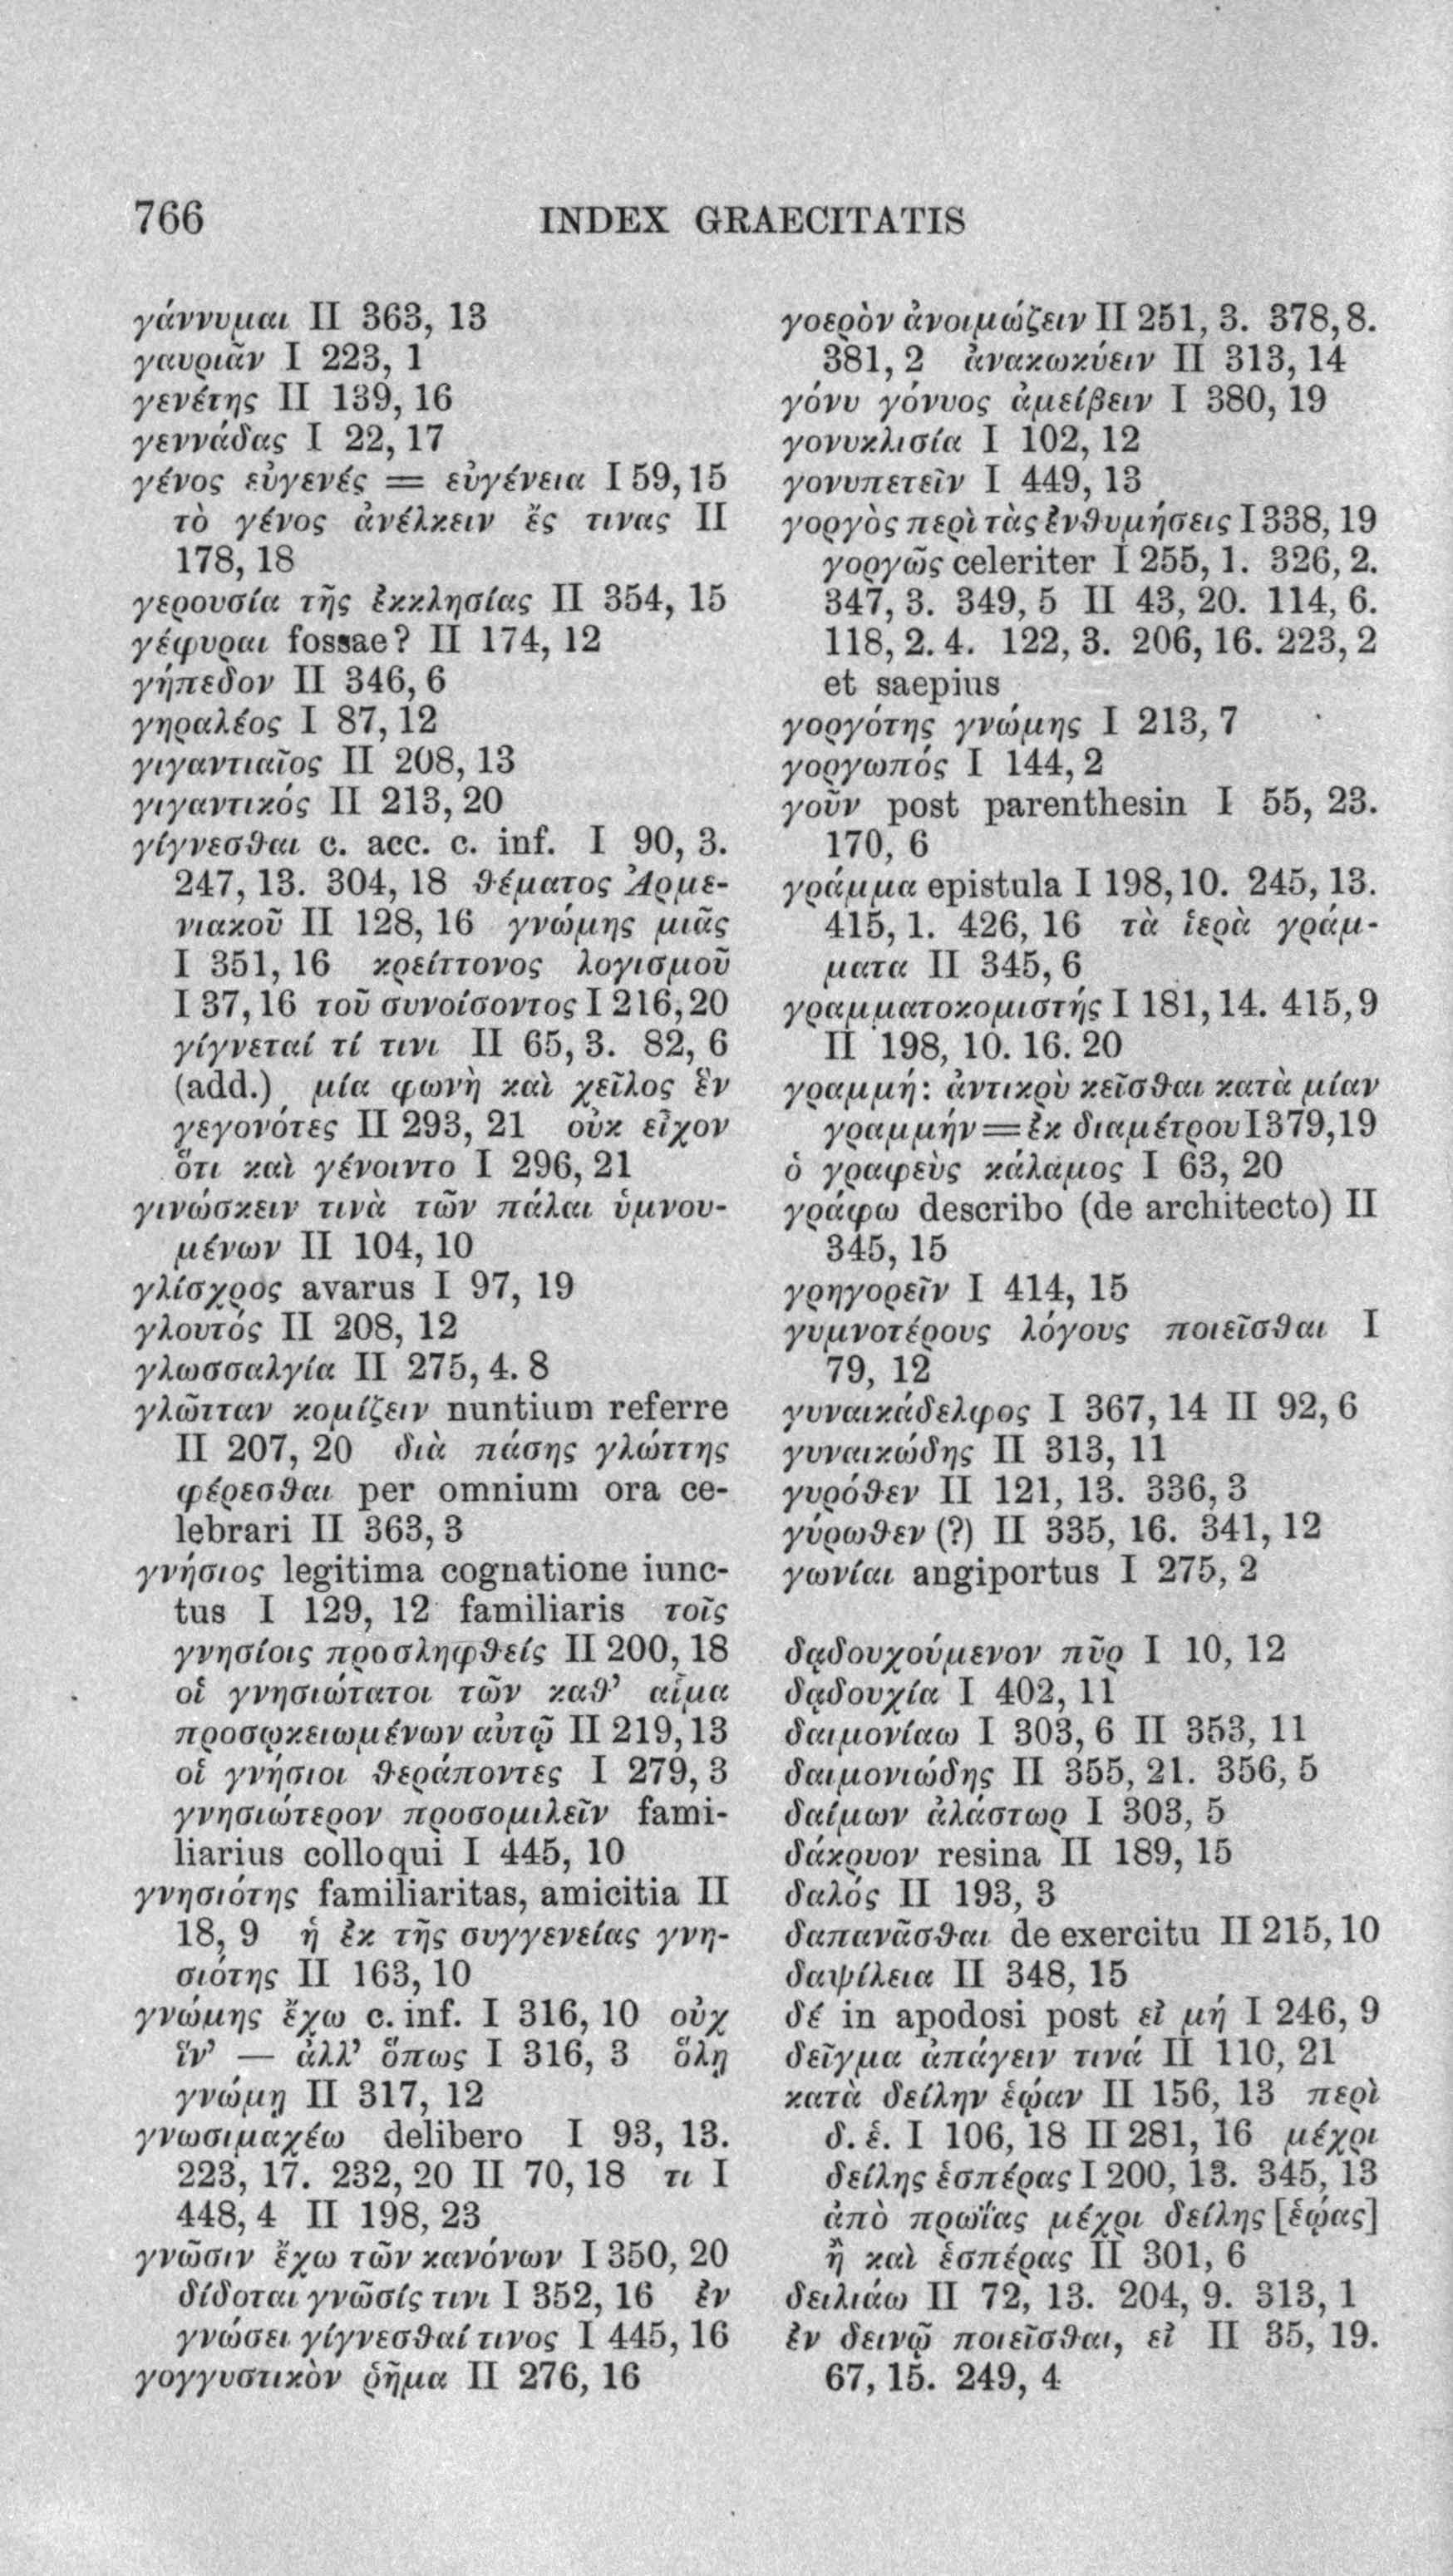 766
INDEX GRAECITATIS
γάννυμαι II 363, 13
γαυριᾶν I 223, 1
γενέτης II 139, 16
γεννάδας I 22, 17
γένος εὐγενές = εὐγένεια I 59, 15
τὸ γένος ἀνέλκειν ἔς τινας II
178, 18
γερουσία τῆς ἐκκλησίας II 354, 15
γέφυραι fossae? II 174, 12
γήπεδον II 346, 6
γηραλέος I 87, 12
γιγαντιαῖος II 208, 13
γιγαντικός II 213, 20
γίγνεσθαι c. acc. c. inf. I 90, 3.
247, 13. 304, 18 θέματος Ἀρμε-
νιακοῦ II 128, 16 γνώμης μιᾶς
I 351, 16 κρείττονος λογισμοῦ
I 37, 16 τοῦ συνοίσοντος I 216, 20
γίγνεταί τί τινι II 65, 3. 82, 6
(add.) μία φωνὴ καὶ χεῖλος ἓν
γεγονότες II 293, 21 οὐκ εἶχον
ὅτι καὶ γένοιντο I 296, 21
γινώσκειν τινὰ τῶν πάλαι ὑμνου-
μένων II 104, 10
γλίσχρος avarus I 97, 19
γλουτός II 208, 12
γλωσσαλγία II 275, 4. 8
γλῶτταν κομίζειν nuntium referre
II 207, 20 διὰ πάσης γλώττης
φέρεσθαι per omnium ora ce-
lebrari II 363, 3
γνήσιος legitima cognatione iunc-
tus I 129, 12 familiaris τοῖς
γνησίοις προσληφθείς II 200, 18
οἱ γνησιώτατοι τῶν καθ’ αἷμα
προσῳκειωμένων αὐτῷ II 219, 13
οἱ γνήσιοι θεράποντες I 279, 3
γνησιώτερον προσομιλεῖν fami-
liarius colloqui I 445, 10
γνησιότης familiaritas, amicitia II
18, 9 ἡ ἐκ τῆς συγγενείας γνη-
σιότης II 163, 10
γνώμης ἔχω c. inf. I 316, 10 οὐχ
ἵν’ — ἀλλ’ ὅπως I 316, 3 ὅλῃ
γνώμῃ II 317, 12
γνωσιμαχέω delibero I 93, 13.
223, 17. 232, 20 II 70, 18 τι I
448, 4 II 198, 23
γνῶσιν ἔχω τῶν κανόνων I 350, 20
δίδοται γνῶσίς τινι I 352, 16 ἐν
γνώσει γίγνεσθαί τινος I 445, 16
γογγυστικὸν ῥῆμα II 276, 16
γοερὸν ἀνοιμώζειν II 251, 3. 378, 8.
381, 2 ἀνακωκύειν II 313, 14
γόνυ γόνυος ἀμείβειν I 380, 19
γονυκλισία I 102, 12
γονυπετεῖν I 449, 13
γοργὸς περὶ τὰς ἐνθυμήσεις I 338, 19
γοργῶς celeriter I 255, 1. 326, 2.
347, 3. 349, 5 II 43, 20. 114, 6.
118, 2. 4. 122, 3. 206, 16. 223, 2
et saepius
γοργότης γνώμης I 213, 7
γοργωπός I 144, 2
γοῦν post parenthesin I 55, 23.
170, 6
γράμμα epistula I 198, 10. 245, 13.
415, 1. 426, 16 τὰ ἱερὰ γράμ-
ματα II 345, 6
γραμματοκομιστής I 181, 14. 415, 9
II 198, 10. 16. 20
γραμμή: ἀντικρὺ κεῖσθαι κατὰ μίαν
γραμμήν = ἐκ διαμέτρου I 379, 19
ὁ γραφεὺς κάλαμος I 63, 20
γράφω describo (de architecto) II
345, 15
γρηγορεῖν I 414, 15
γυμνοτέρους λόγους ποιεῖσθαι I
79, 12
γυναικάδελφος I 367, 14 II 92, 6
γυναικώδης II 313, 11
γυρόθεν II 121, 13. 336, 3
γύρωθεν (?) II 335, 16. 341, 12
γωνίαι angiportus I 275, 2
δᾳδουχούμενον πῦρ I 10, 12
δᾳδουχία I 402, 11
δαιμονίαω I 303, 6 II 353, 11
δαιμονιώδης II 355, 21. 356, 5
δαίμων ἀλάστωρ I 303, 5
δάκρυον resina II 189, 15
δαλός II 193, 3
δαπανᾶσθαι de exercitu II 215, 10
δαψίλεια II 348, 15
δέ in apodosi post εἰ μή I 246, 9
δεῖγμα ἀπάγειν τινά II 110, 21
κατὰ δείλην ἑῴαν II 156, 13 περὶ
δ. ἑ. I 106, 18 II 281, 16 μέχρι
δείλης ἑσπέρας I 200, 13. 345, 13
ἀπὸ πρωΐας μέχρι δείλης [ἑῴας]
ἢ καὶ ἑσπέρας II 301, 6
δειλιάω II 72, 13. 204, 9. 313, 1
ἐν δεινῷ ποιεῖσθαι, εἰ II 35, 19.
67, 15. 249, 4